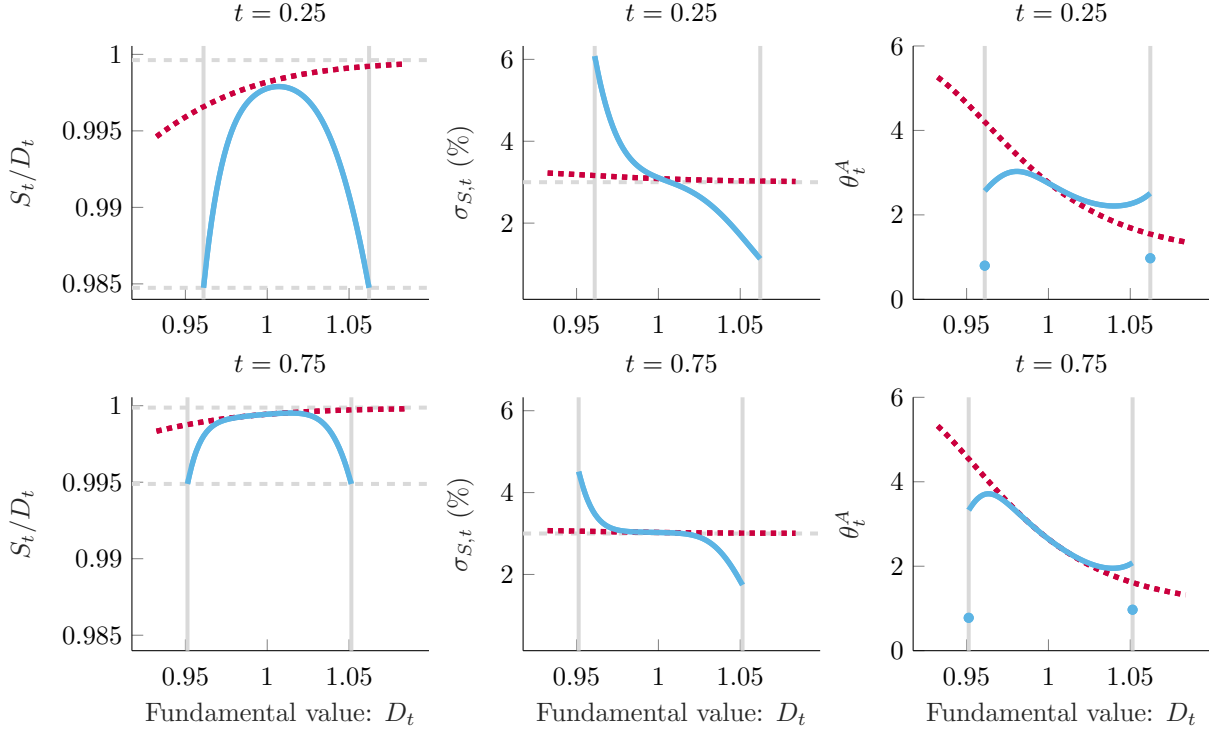 t = 0.25
t = 0.25
t = 0.25
1
0.995
0.99
0.985
S_t/D_t
0.95
1
1.05
6
4
2
σ_{S,t} (%)
0.95
1
1.05
6
4
2
0
θ_t^A
0.95
1
1.05
t = 0.75
t = 0.75
t = 0.75
1
0.995
0.99
0.985
S_t/D_t
0.95
1
1.05
Fundamental value: D_t
6
4
2
σ_{S,t} (%)
0.95
1
1.05
Fundamental value: D_t
6
4
2
0
θ_t^A
0.95
1
1.05
Fundamental value: D_t